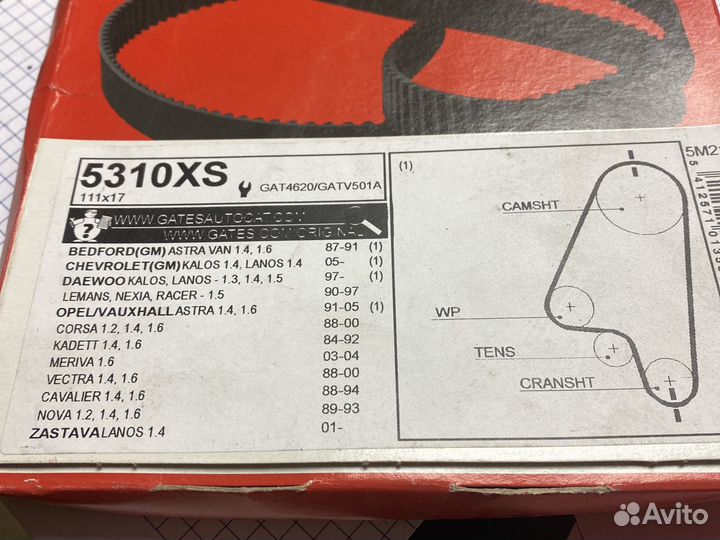 5310XS GAT4620/GATV501A
111x17
WWW.GATESAUTOCAT.COM
WWW.GATES.COM.ORIGINAL
BEDFORD(GM) ASTRA VAN 1.4, 1.6 87-91 (1)
CHEVROLET(GM) KALOS 1.4, LANOS 1.4 05- (1)
DAEWOO KALOS, LANOS - 1.3, 1.4, 1.5 97- (1)
LEMANS, NEXIA, RACER - 1.5 90-97
OPEL/VAUXHALL ASTRA 1.4, 1.6 91-05 (1)
CORSA 1.2, 1.4, 1.6 88-00
KADETT 1.4, 1.6 84-92
MERIVA 1.6 03-04
VECTRA 1.4, 1.6 88-00
CAVALIER 1.4, 1.6 88-94
NOVA 1.2, 1.4, 1.6 89-93
ZASTAVA LANOS 1.4 01-
(1)
CAMSHT
WP
TENS
CRANSHT
Avito